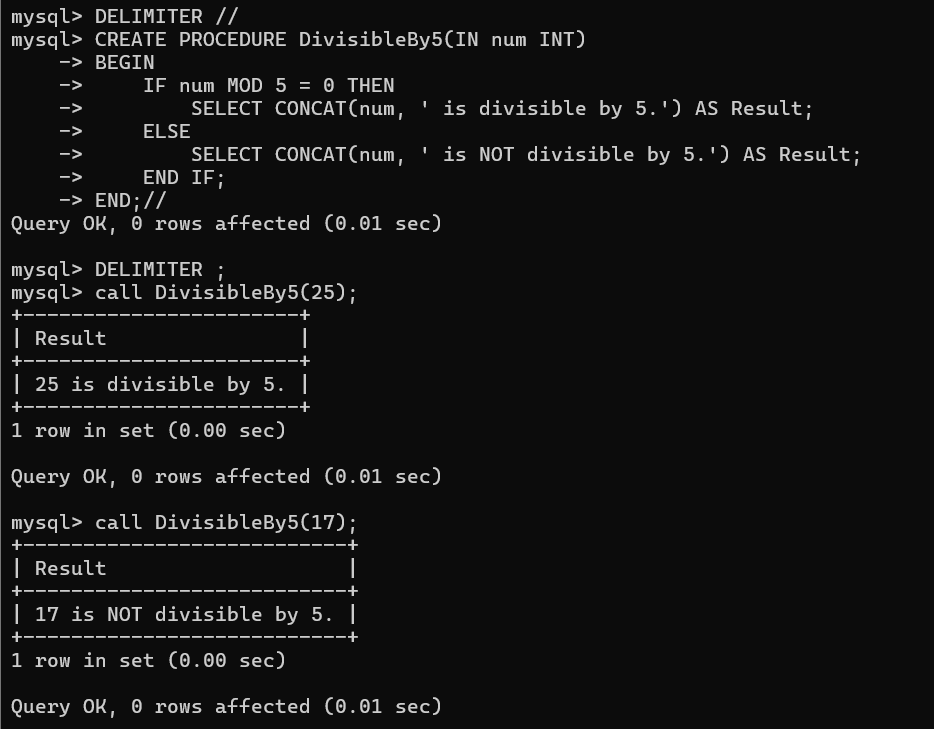 mysql> DELIMITER //
mysql> CREATE PROCEDURE DivisibleBy5(IN num INT)
    -> BEGIN
    ->     IF num MOD 5 = 0 THEN
    ->         SELECT CONCAT(num, ' is divisible by 5.') AS Result;
    ->     ELSE
    ->         SELECT CONCAT(num, ' is NOT divisible by 5.') AS Result;
    ->     END IF;
    -> END;//
Query OK, 0 rows affected (0.01 sec)

mysql> DELIMITER ;
mysql> call DivisibleBy5(25);
+-----------------------+
| Result                |
+-----------------------+
| 25 is divisible by 5. |
+-----------------------+
1 row in set (0.00 sec)

Query OK, 0 rows affected (0.01 sec)

mysql> call DivisibleBy5(17);
+---------------------------+
| Result                    |
+---------------------------+
| 17 is NOT divisible by 5. |
+---------------------------+
1 row in set (0.00 sec)

Query OK, 0 rows affected (0.01 sec)